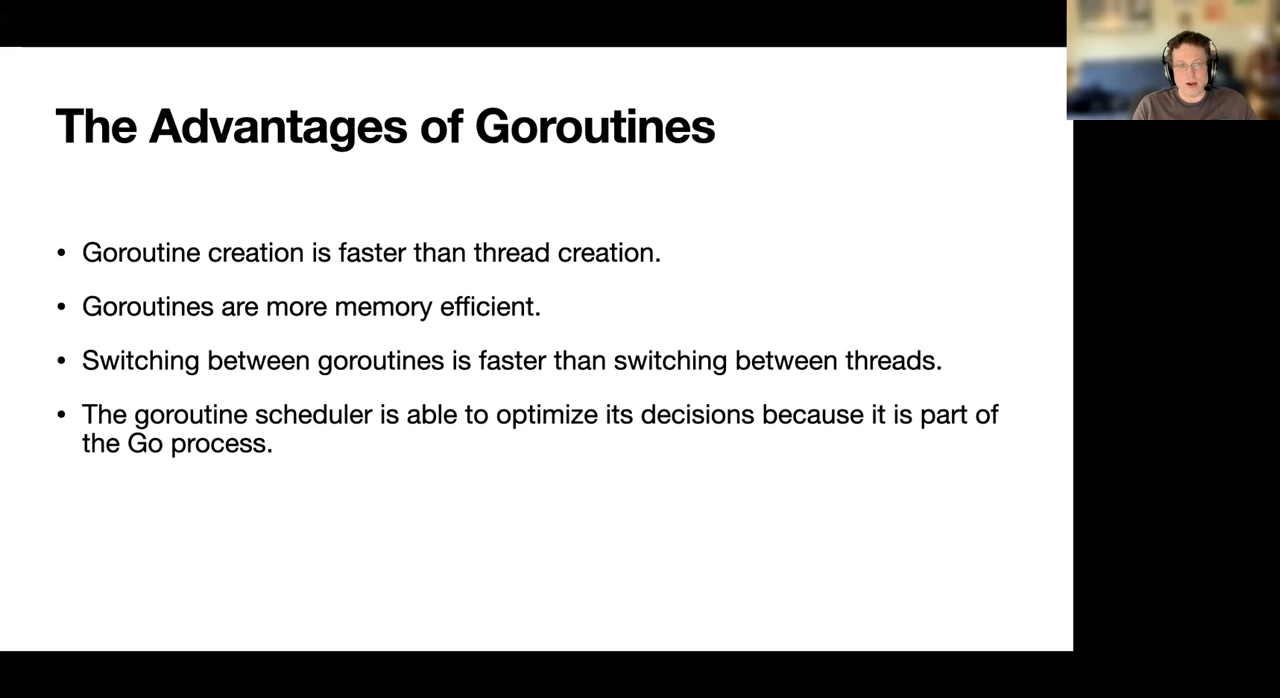 The Advantages of Goroutines
• Goroutine creation is faster than thread creation.
• Goroutines are more memory efficient.
• Switching between goroutines is faster than switching between threads.
• The goroutine scheduler is able to optimize its decisions because it is part of
the Go process.